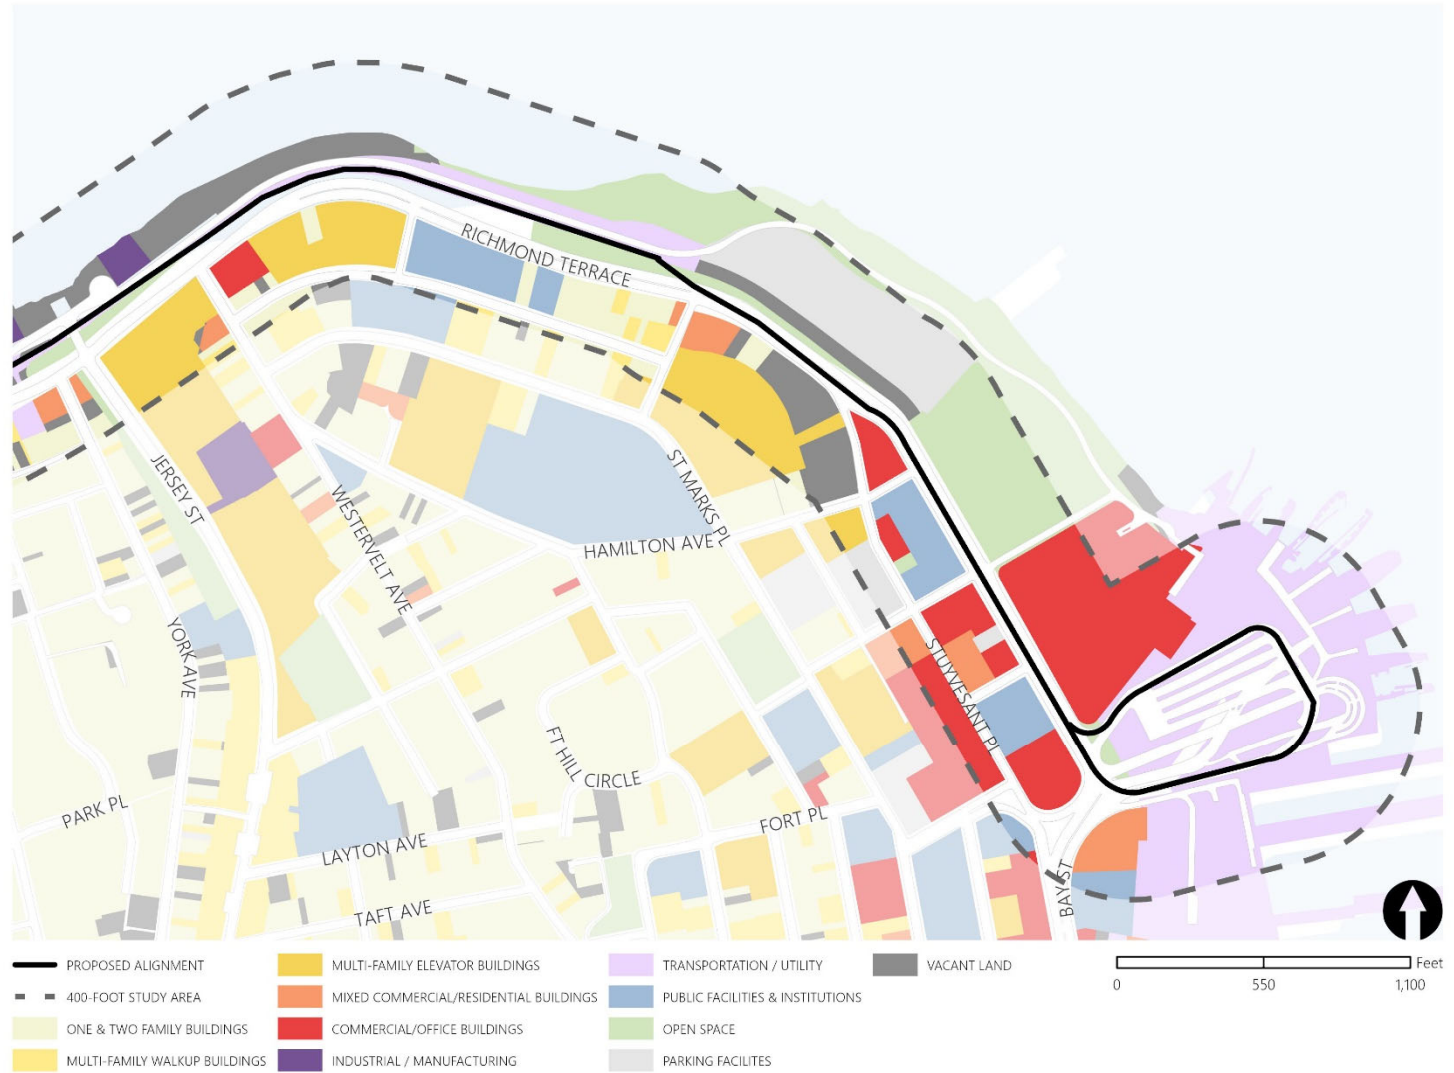 RICHMOND TERRACE
JERSEY ST
WESTERVELT AVE
ST MARKS PL
HAMILTON AVE
YORK AVE
STUYVESANT PL
FT HILL CIRCLE
PARK PL
LAYTON AVE
FORT PL
TAFT AVE
BAY ST
PROPOSED ALIGNMENT
400-FOOT STUDY AREA
ONE & TWO FAMILY BUILDINGS
MULTI-FAMILY WALKUP BUILDINGS
MULTI-FAMILY ELEVATOR BUILDINGS
MIXED COMMERCIAL/RESIDENTIAL BUILDINGS
COMMERCIAL/OFFICE BUILDINGS
INDUSTRIAL / MANUFACTURING
TRANSPORTATION / UTILITY
PUBLIC FACILITIES & INSTITUTIONS
OPEN SPACE
PARKING FACILITES
VACANT LAND
Feet
0 550 1,100